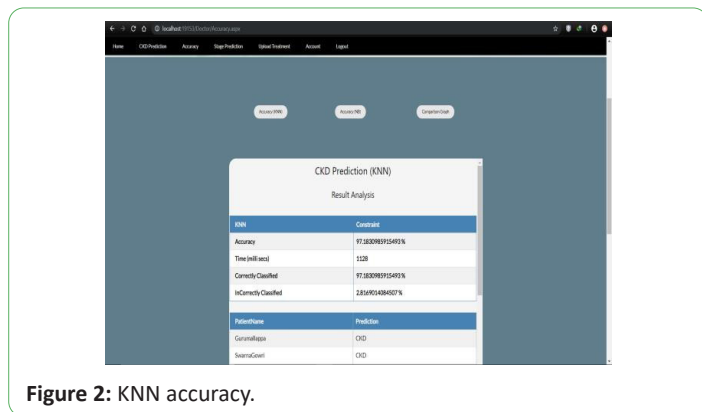 localhost:1915/Doctor/Accuracy.aspx
Home CKD Prediction Accuracy Stage Prediction Upload Treatment Account Logout
Accuracy (KNN) Accuracy (NB) Comparison Graph
CKD Prediction (KNN)
Result Analysis
KNN Constraint
Accuracy 97.1830985915493 %
Time (milli secs) 1128
Correctly Classified 97.1830985915493 %
InCorrectly Classified 2.8169014084507 %
PatientName Prediction
Gurumallappa CKD
SwarnaGowri CKD
Figure 2: KNN accuracy.